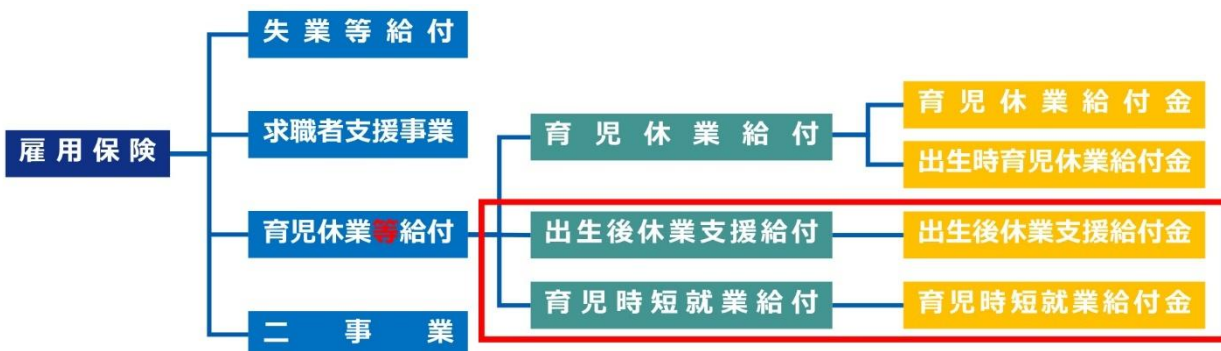 雇用保険
失業等給付
求職者支援事業
育児休業等給付
二事業
育児休業給付
出生後休業支援給付
育児時短就業給付
育児休業給付金
出生時育児休業給付金
出生後休業支援給付金
育児時短就業給付金